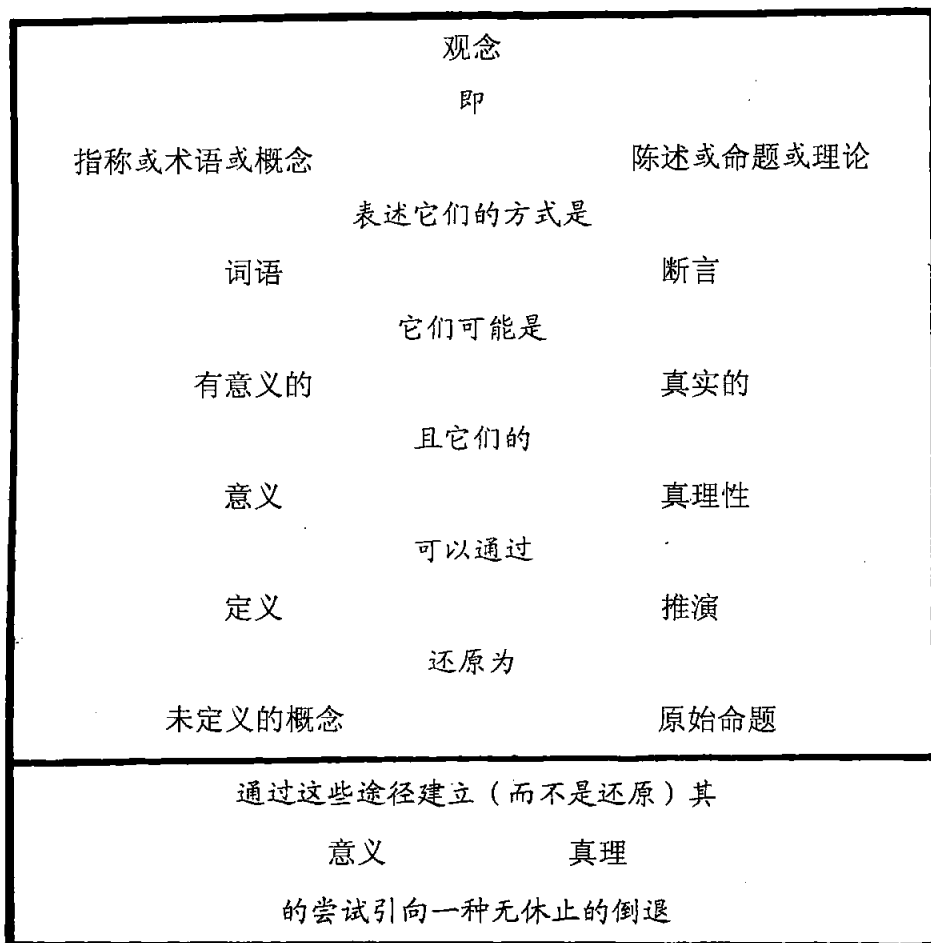 观念
即
指称或术语或概念 陈述或命题或理论
表述它们的方式是
词语 断言
它们可能是
有意义的 真实的
且它们的
意义 真理性
可以通过
定义 推演
还原为
未定义的概念 原始命题
通过这些途径建立（而不是还原）其
意义 真理
的尝试引向一种无休止的倒退